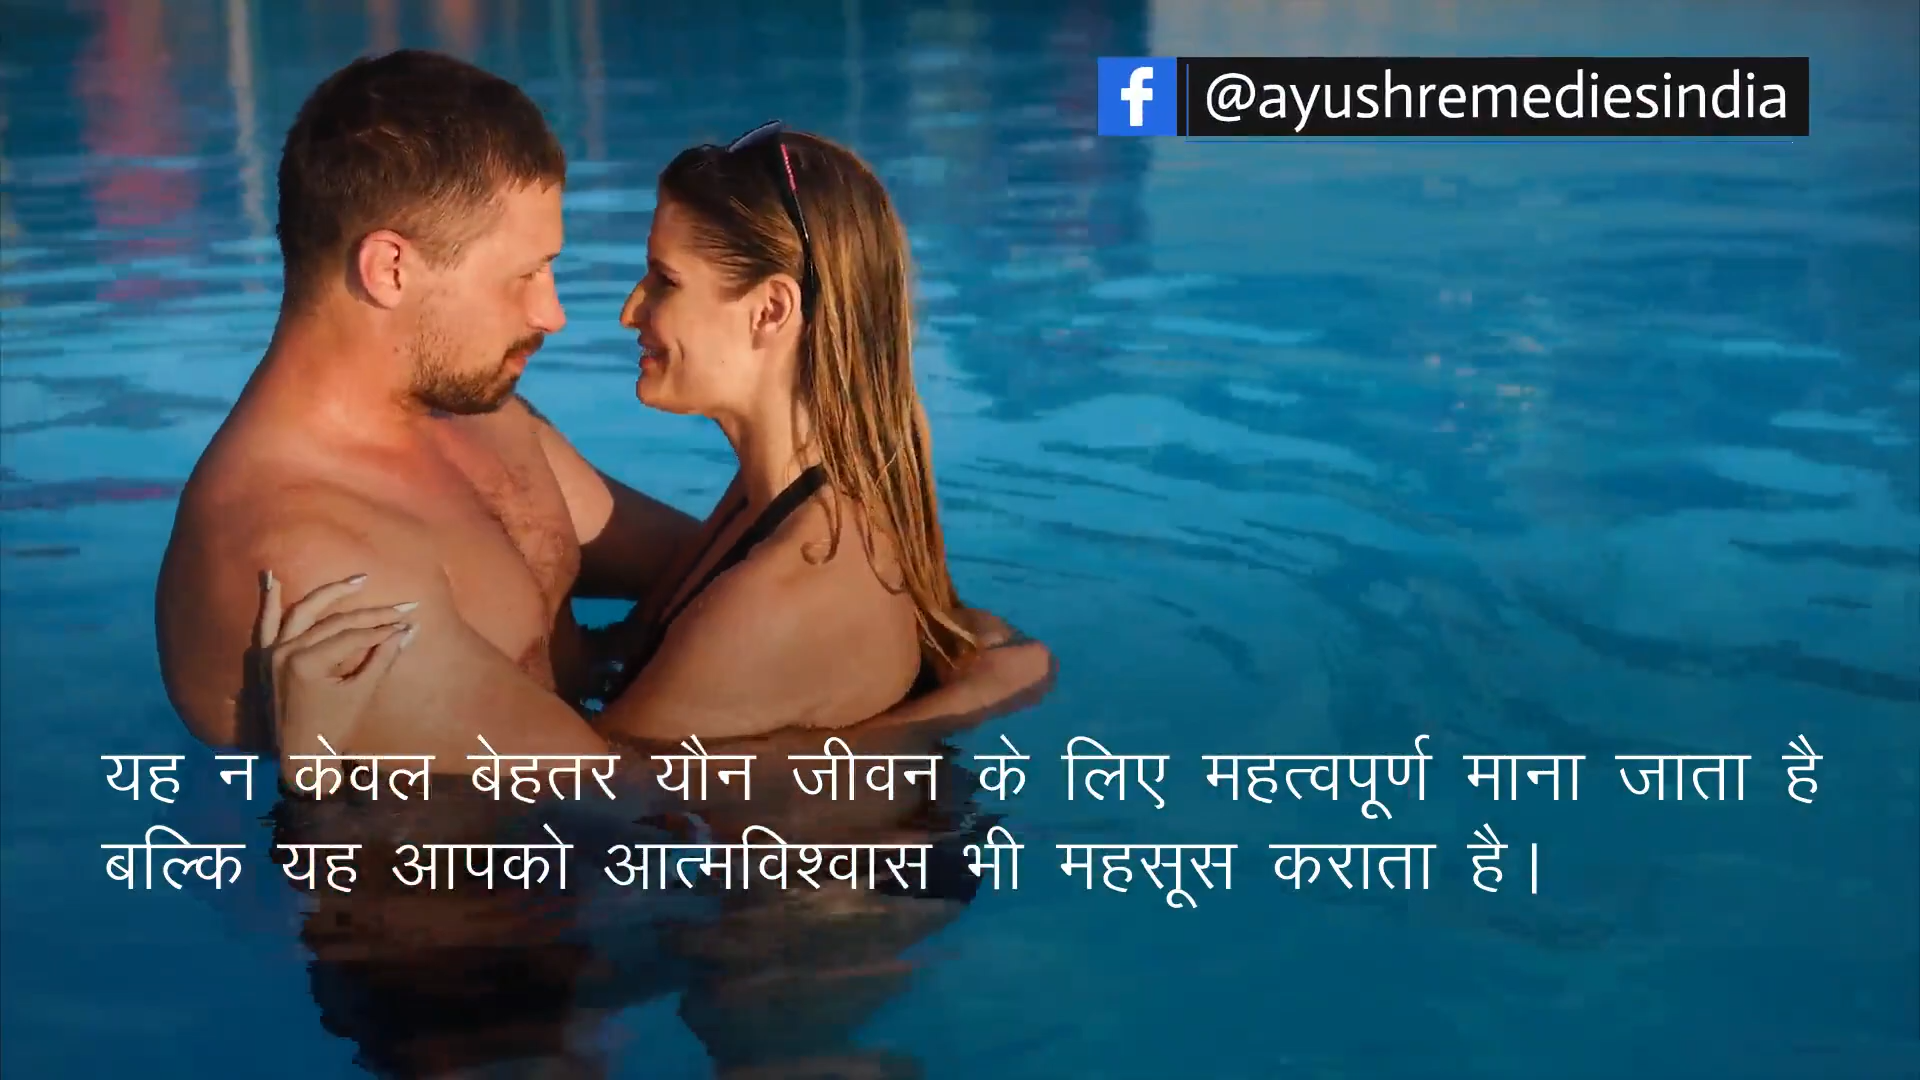 @ayushremediesindia
यह न केवल बेहतर यौन जीवन के लिए महत्वपूर्ण माना जाता है
बल्कि यह आपको आत्मविश्वास भी महसूस कराता है।